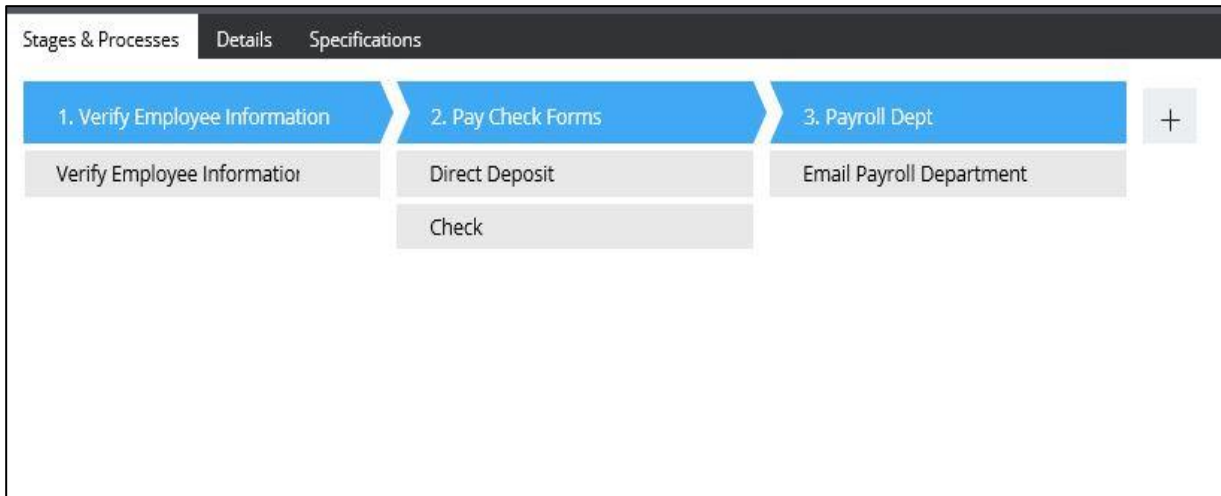 Stages & Processes Details Specifications
1. Verify Employee Information 2. Pay Check Forms 3. Payroll Dept +
Verify Employee Information Direct Deposit Email Payroll Department
Check